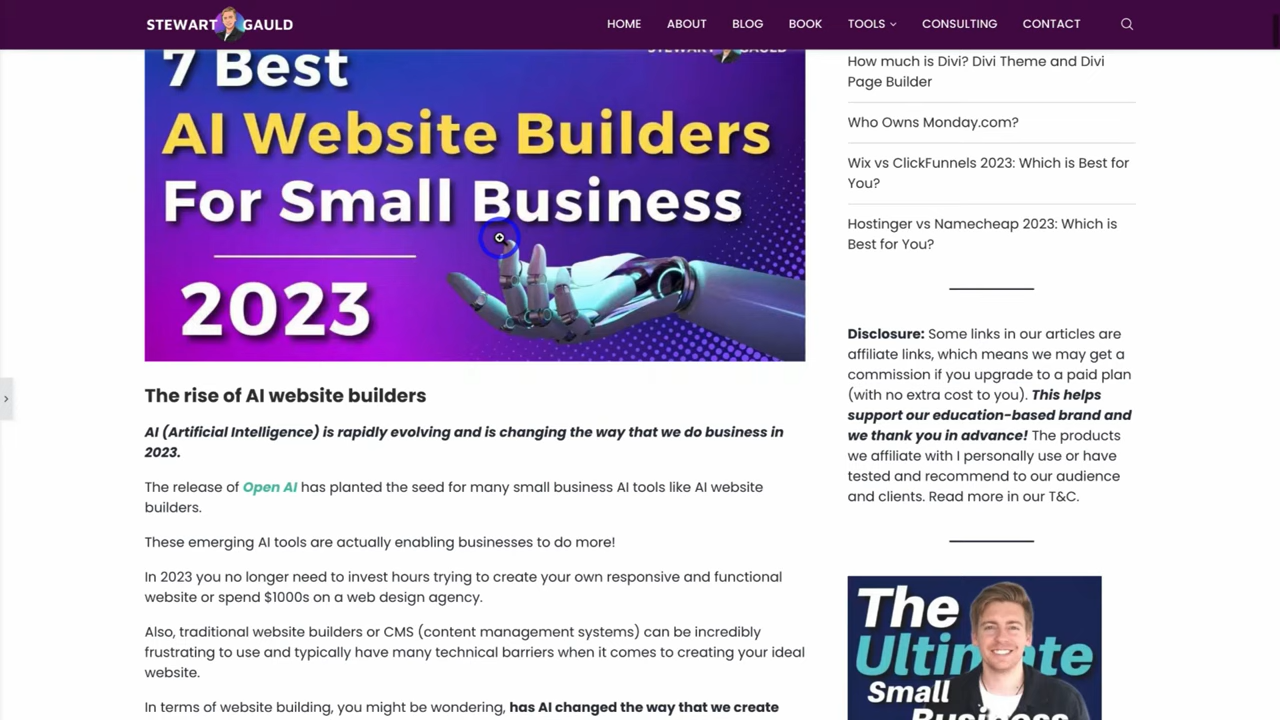 STEWART GAULD
HOME ABOUT BLOG BOOK TOOLS CONSULTING CONTACT
7 Best
AI Website Builders
For Small Business
2023
The rise of AI website builders
AI (Artificial Intelligence) is rapidly evolving and is changing the way that we do business in
2023.
The release of Open AI has planted the seed for many small business AI tools like AI website
builders.
These emerging AI tools are actually enabling businesses to do more!
In 2023 you no longer need to invest hours trying to create your own responsive and functional
website or spend $1000s on a web design agency.
Also, traditional website builders or CMS (content management systems) can be incredibly
frustrating to use and typically have many technical barriers when it comes to creating your ideal
website.
In terms of website building, you might be wondering, has AI changed the way that we create
How much is Divi? Divi Theme and Divi
Page Builder
Who Owns Monday.com?
Wix vs ClickFunnels 2023: Which is Best for
You?
Hostinger vs Namecheap 2023: Which is
Best for You?
Disclosure: Some links in our articles are
affiliate links, which means we may get a
commission if you upgrade to a paid plan
(with no extra cost to you). This helps
support our education-based brand and
we thank you in advance! The products
we affiliate with I personally use or have
tested and recommend to our audience
and clients. Read more in our T&C.
The
Ultimate
Small
Business